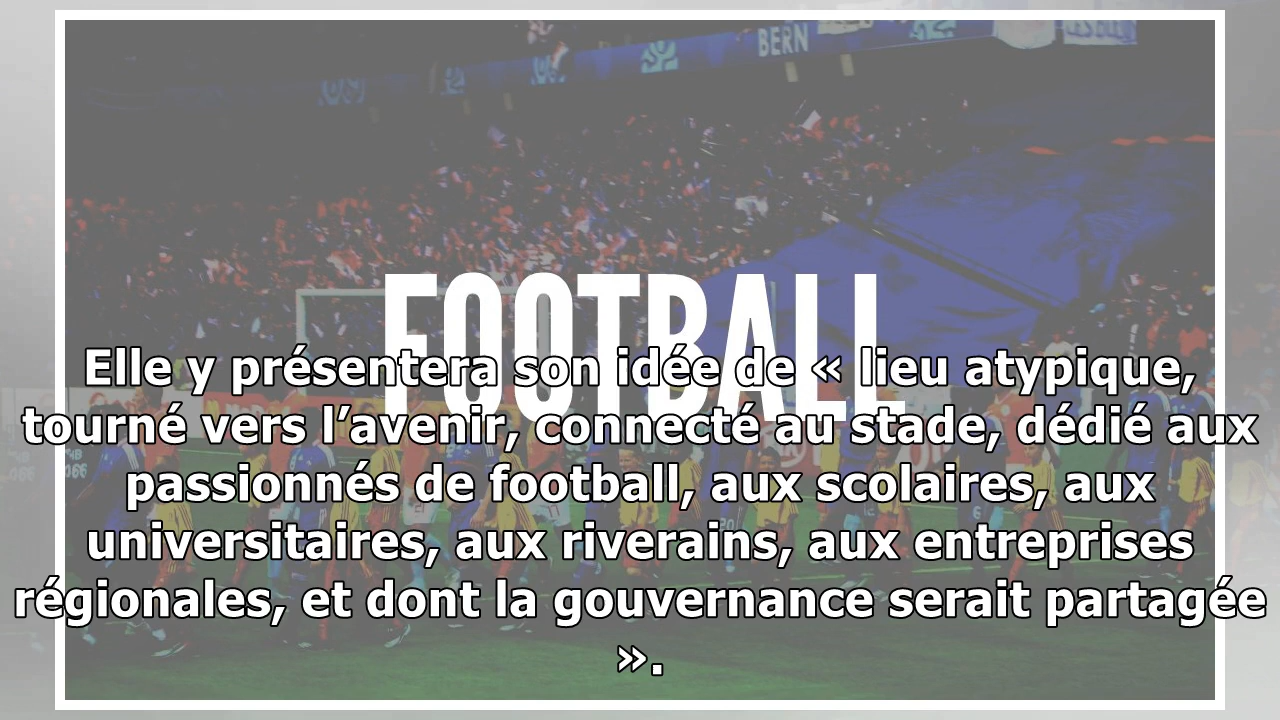 BERN
FOOTBALL
Elle y présentera son idée de « lieu atypique,
tourné vers l’avenir, connecté au stade, dédié aux
passionnés de football, aux scolaires, aux
universitaires, aux riverains, aux entreprises
régionales, et dont la gouvernance serait partagée
».